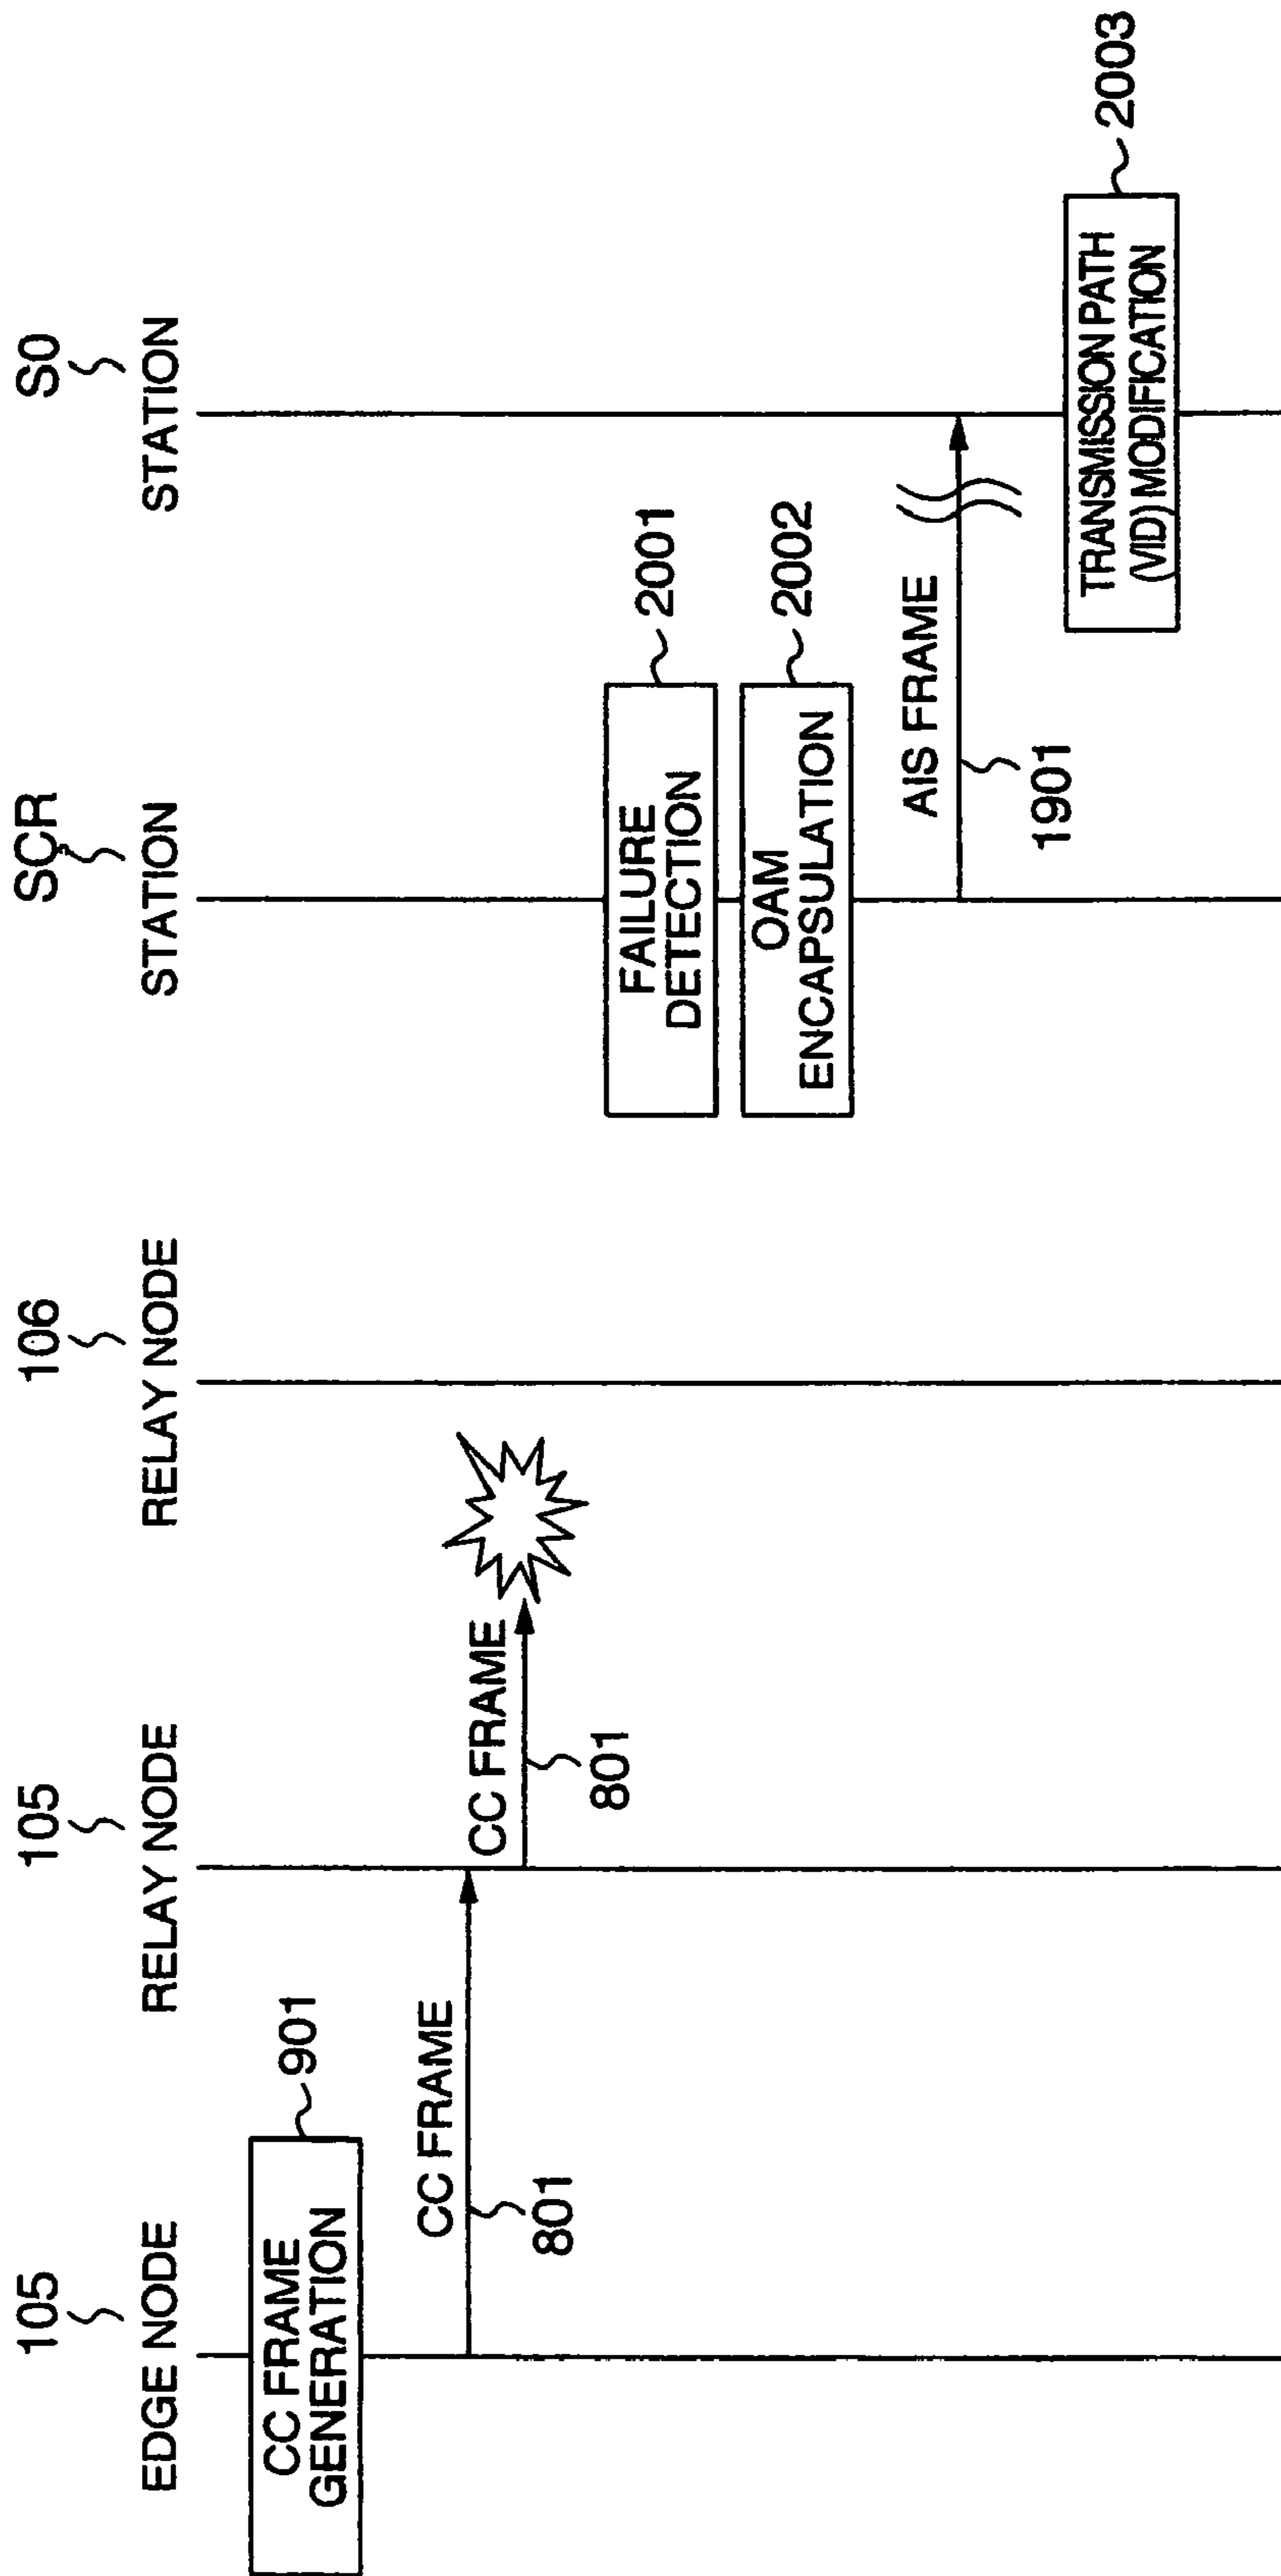 105
EDGE NODE
105
RELAY NODE
106
RELAY NODE
SCR
STATION
S0
STATION
CC FRAME
GENERATION
901
CC FRAME
801
CC FRAME
801
FAILURE
DETECTION
2001
OAM
ENCAPSULATION
2002
AIS FRAME
1901
TRANSMISSION PATH
(VID) MODIFICATION
2003